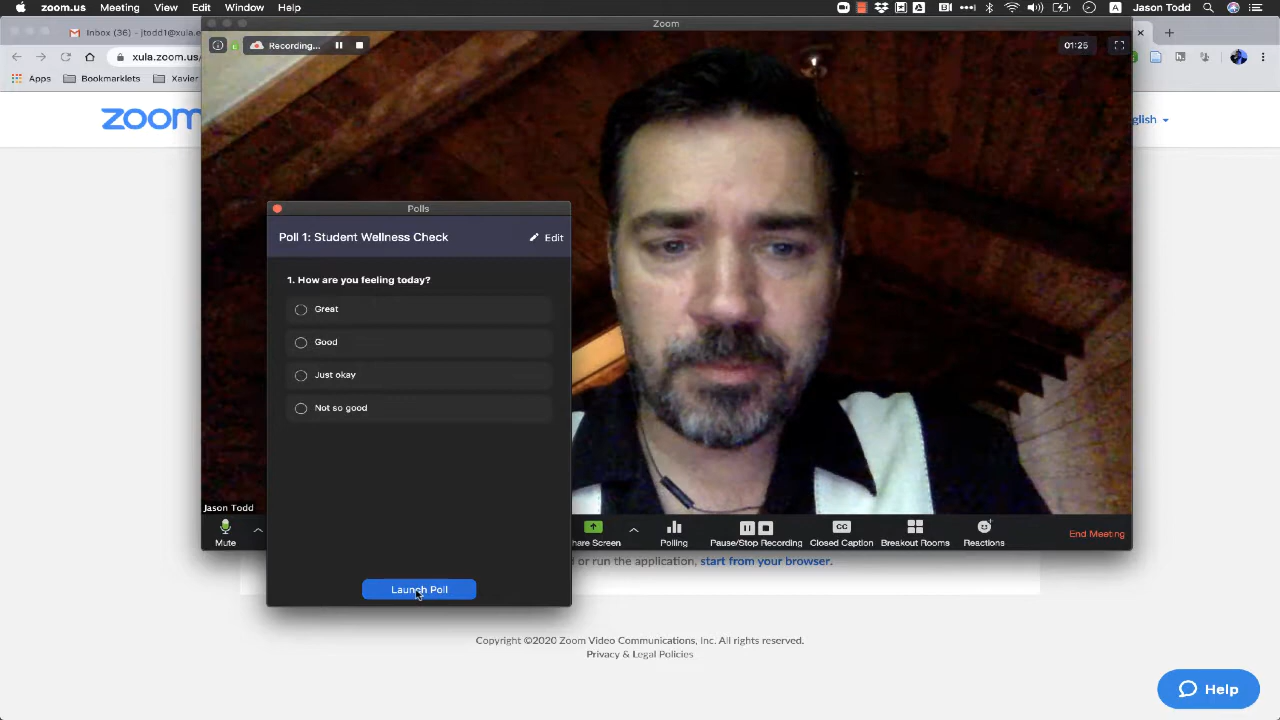 zoom.us Meeting View Edit Window Help
A Jason Todd
Inbox (36) - jtodd1@xula.e
Zoom
xula.zoom.us/
Apps Bookmarklets Xavier
Recording...
01:25
zoom
glish
Polls
Poll 1: Student Wellness Check
Edit
1. How are you feeling today?
Great
Good
Just okay
Not so good
Launch Poll
Jason Todd
Mute
hare Screen
Polling
Pause/Stop Recording
CC
Closed Caption
Breakout Rooms
Reactions
End Meeting
d or run the application, start from your browser.
Copyright ©2020 Zoom Video Communications, Inc. All rights reserved.
Privacy & Legal Policies
Help